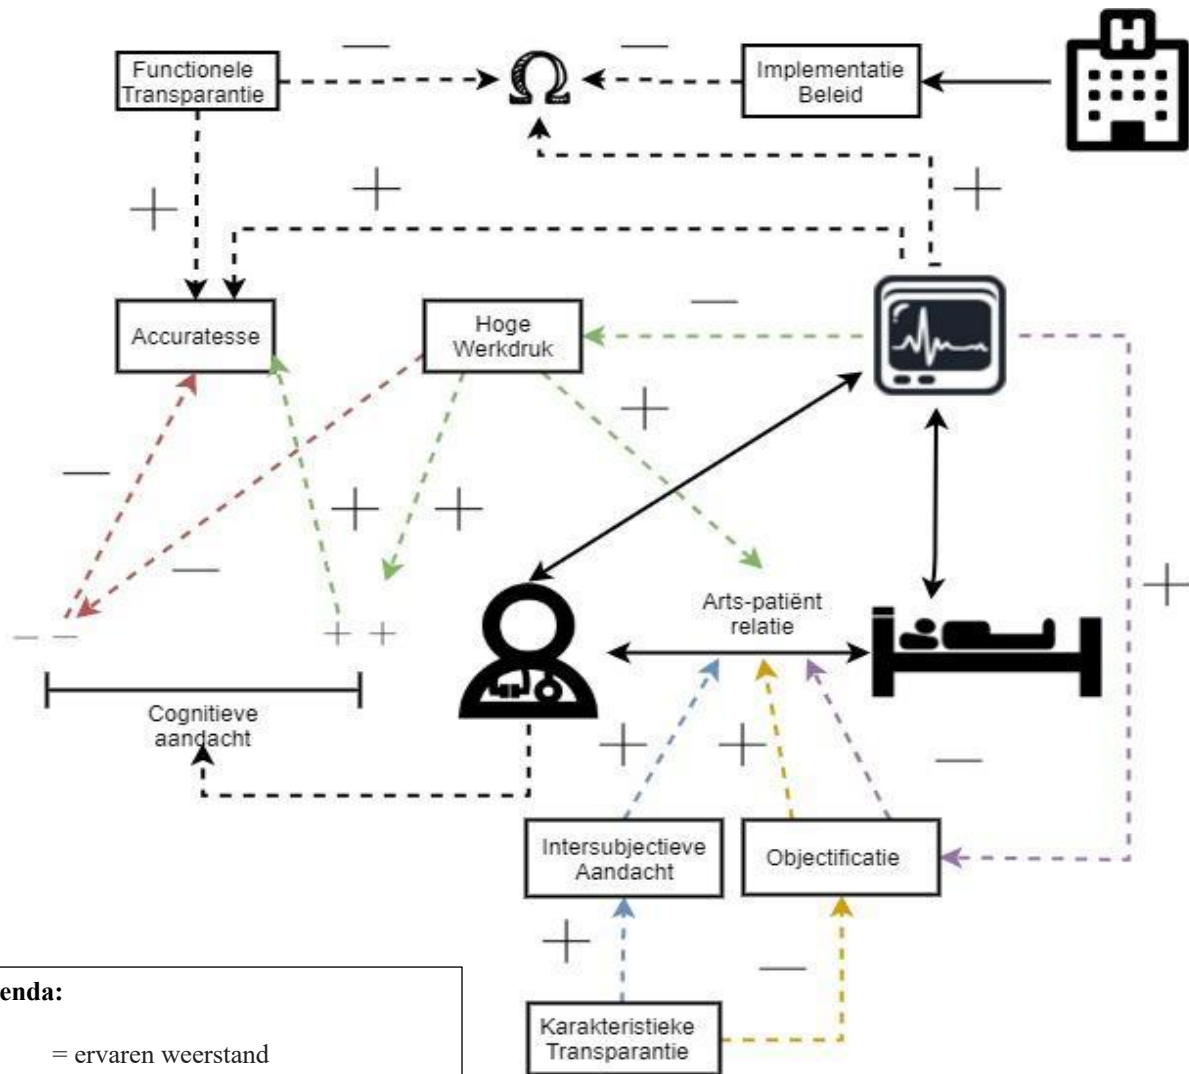 Functionele
Transparantie
—
Ω
—
Implementatie
Beleid
H
+
+
+
Accuratesse
Hoge
Werkdruk
—
+
—
+
+
—
+
— —
+ +
Arts-patiënt
relatie
Cognitieve
aandacht
+
+
—
Intersubjectieve
Aandacht
Objectificatie
+
—
enda:
= ervaren weerstand
Karakteristieke
Transparantie